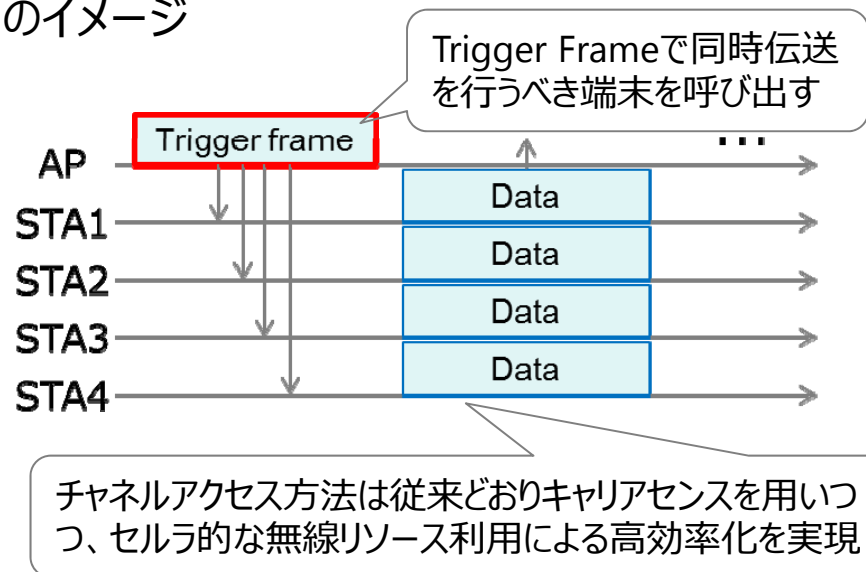 のイメージ
Trigger Frameで同時伝送
を行うべき端末を呼び出す
Trigger frame
...
AP
Data
STA1
Data
STA2
Data
STA3
Data
STA4
チャネルアクセス方法は従来どおりキャリアセンスを用いつ
つ、セルラ的な無線リソース利用による高効率化を実現